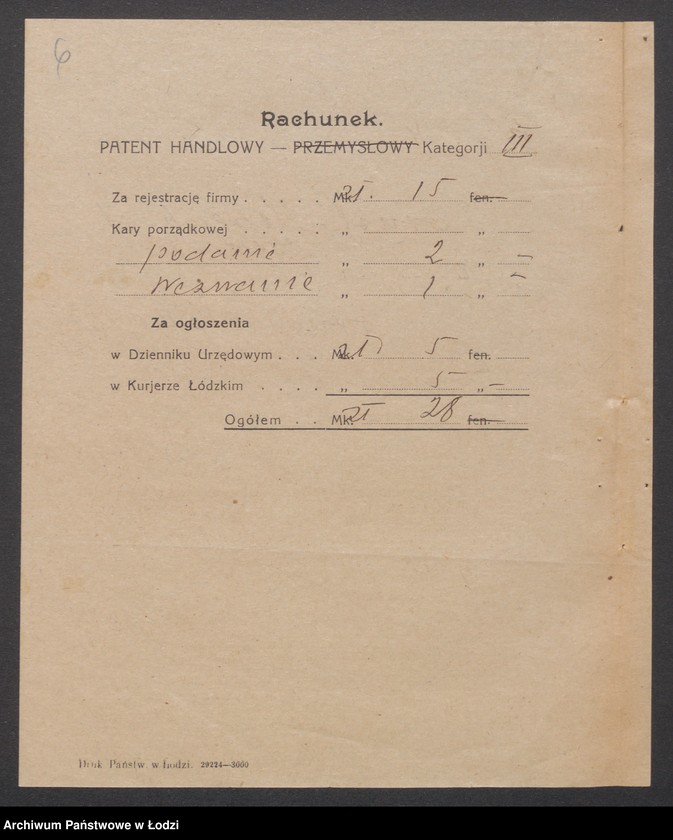 6
Rachunek.
PATENT HANDLOWY — PRZEMYSŁOWY Kategorji III
Za rejestrację firmy . . . . . Mk. zł. 15 fen.
Kary porządkowej . . . . . „ „
podanie „ 2 „ —
wezwanie „ 1 „ —
Za ogłoszenia
w Dzienniku Urzędowym . . . Mk. zł 5 fen.
w Kurjerze Łódzkim . . . . „ 5 „ —
Ogółem . . Mk. zł 28 fen.
Druk Państw. w Łodzi. 29224—3000
Archiwum Państwowe w Łodzi